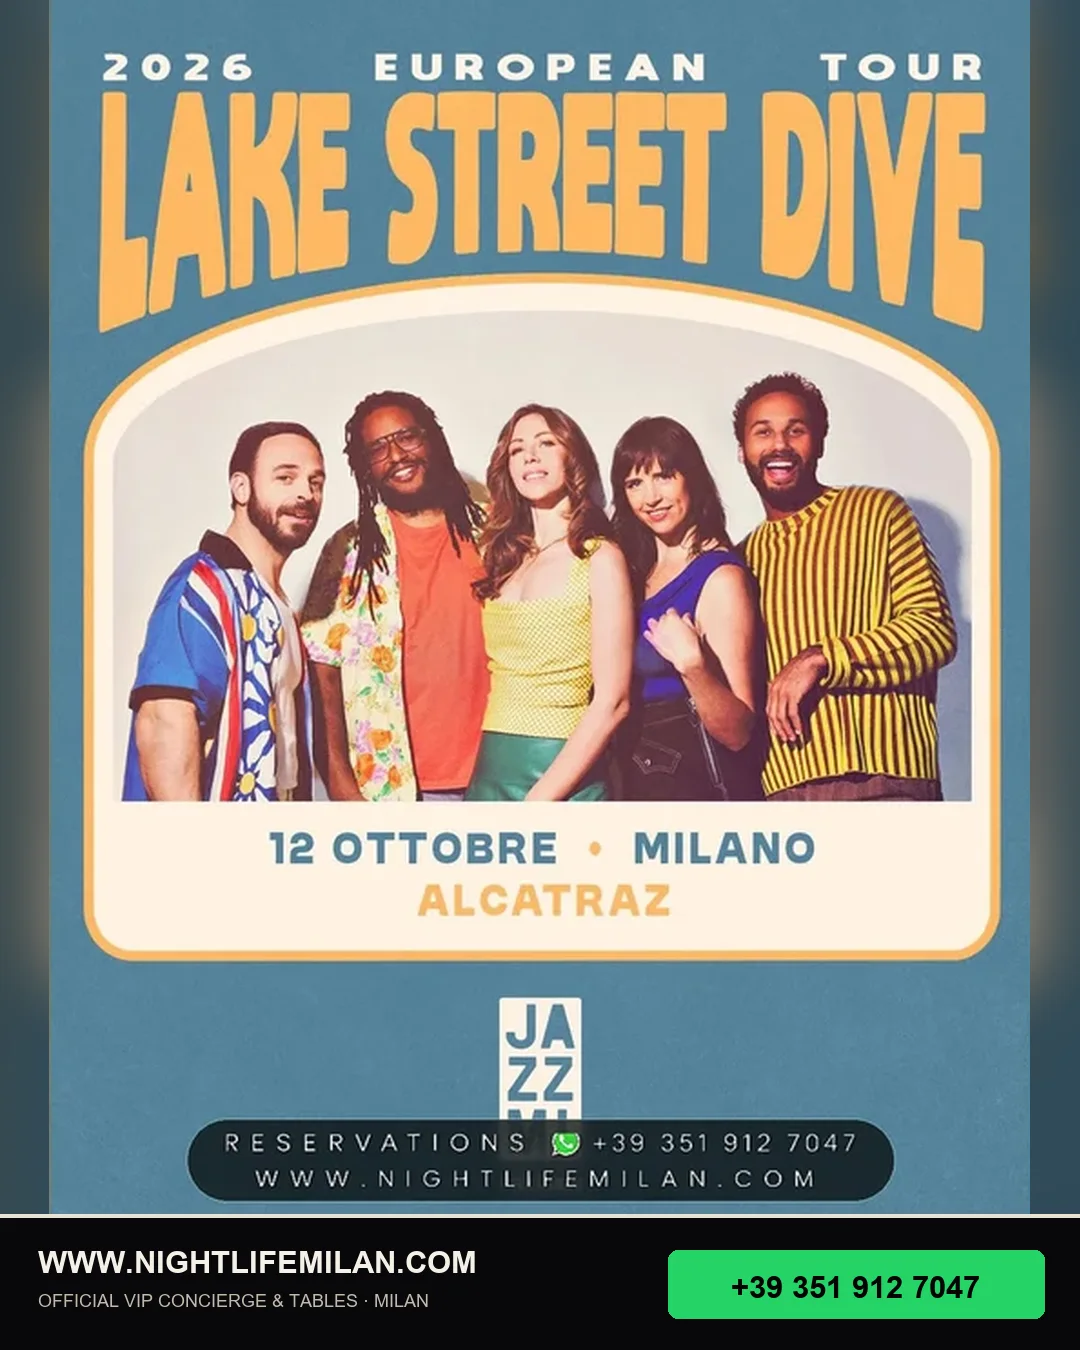 2026 EUROPEAN TOUR
LAKE STREET DIVE
12 OTTOBRE • MILANO
ALCATRAZ
JA
ZZ
RESERVATIONS +39 351 912 7047
WWW.NIGHTLIFEMILAN.COM
WWW.NIGHTLIFEMILAN.COM
OFFICIAL VIP CONCIERGE & TABLES · MILAN
+39 351 912 7047